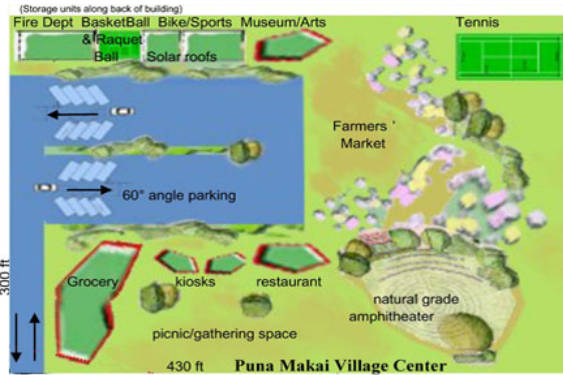 (Storage units along back of building)
Fire Dept BasketBall Bike/Sports Museum/Arts Tennis
& Raquet
Ball Solar roofs
Farmers '
Market
60° angle parking
300 ft
Grocery kiosks restaurant
natural grade
amphitheater
picnic/gathering space
430 ft Puna Makai Village Center